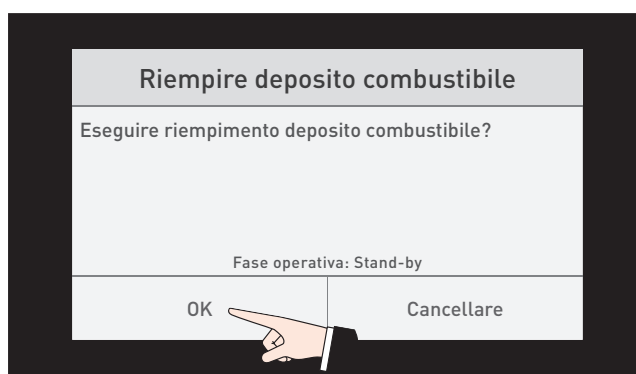 Riempire deposito combustibile
Eseguire riempimento deposito combustibile?
Fase operativa: Stand-by
OK
Cancellare